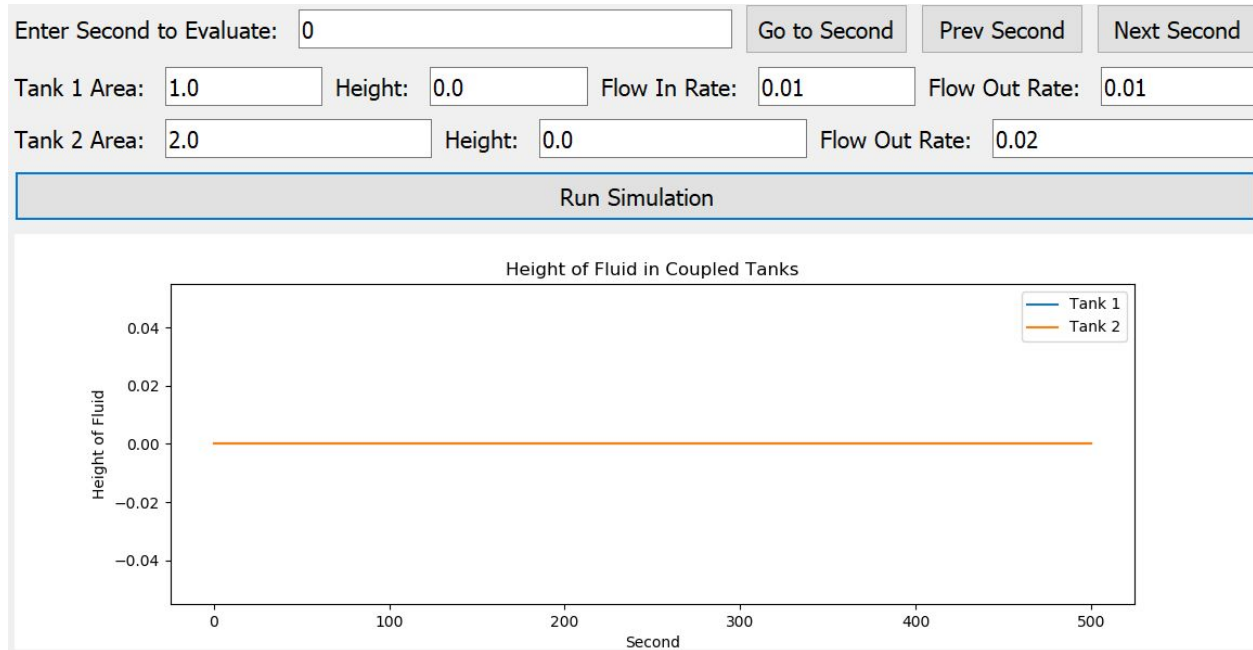 Enter Second to Evaluate: 0 Go to Second Prev Second Next Second
Tank 1 Area: 1.0 Height: 0.0 Flow In Rate: 0.01 Flow Out Rate: 0.01
Tank 2 Area: 2.0 Height: 0.0 Flow Out Rate: 0.02
Run Simulation
Height of Fluid in Coupled Tanks
Tank 1
Tank 2
Height of Fluid
0.04
0.02
0.00
−0.02
−0.04
0 100 200 300 400 500
Second